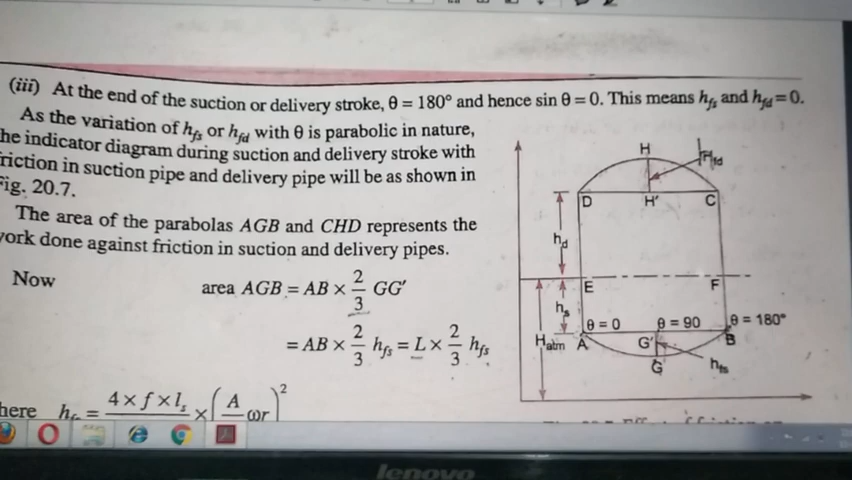 (iii) At the end of the suction or delivery stroke, θ = 180° and hence sin θ = 0. This means h_fs and h_fd = 0.
As the variation of h_fs or h_fd with θ is parabolic in nature,
he indicator diagram during suction and delivery stroke with
riction in suction pipe and delivery pipe will be as shown in
Fig. 20.7.
The area of the parabolas AGB and CHD represents the
work done against friction in suction and delivery pipes.
Now area AGB = AB × 2/3 GG′
= AB × 2/3 h_fs = L × 2/3 h_fs
here h_fs = 4 × f × l_s × (A/ ωr)²
H H_fd
D H′ C
h_d
E F
h_s
θ = 0 θ = 90 θ = 180°
H_atm A G′ B
G h_fs
lenovo